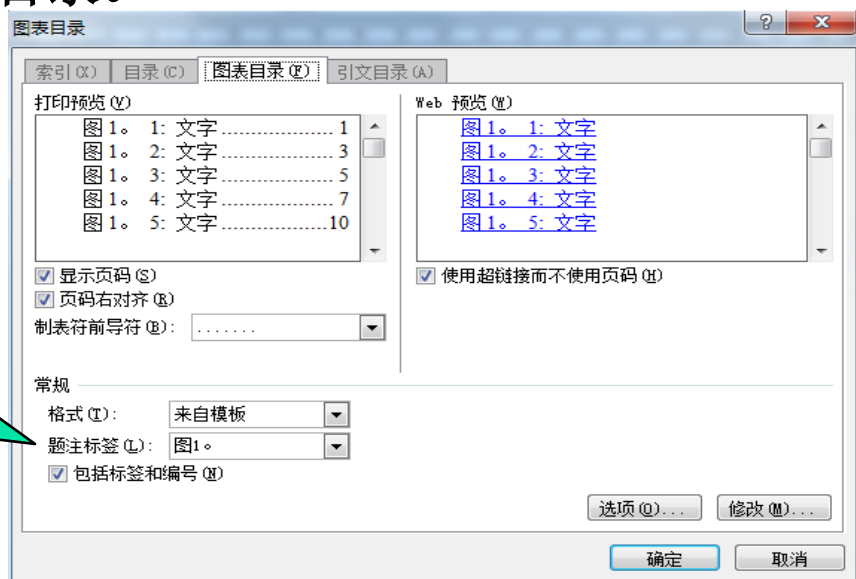 图表目录
索引(X) 目录(C) 图表目录(F) 引文目录(A)
打印预览(V)
图 1。 1: 文字.................. 1
图 1。 2: 文字.................. 3
图 1。 3: 文字.................. 5
图 1。 4: 文字.................. 7
图 1。 5: 文字..................10
Web 预览(W)
图 1。 1: 文字
图 1。 2: 文字
图 1。 3: 文字
图 1。 4: 文字
图 1。 5: 文字
显示页码(S)
页码右对齐(R)
制表符前导符(B): .......
使用超链接而不使用页码(H)
常规
格式(T): 来自模板
题注标签(L): 图1。
包括标签和编号(N)
选项(O)... 修改(M)...
确定 取消